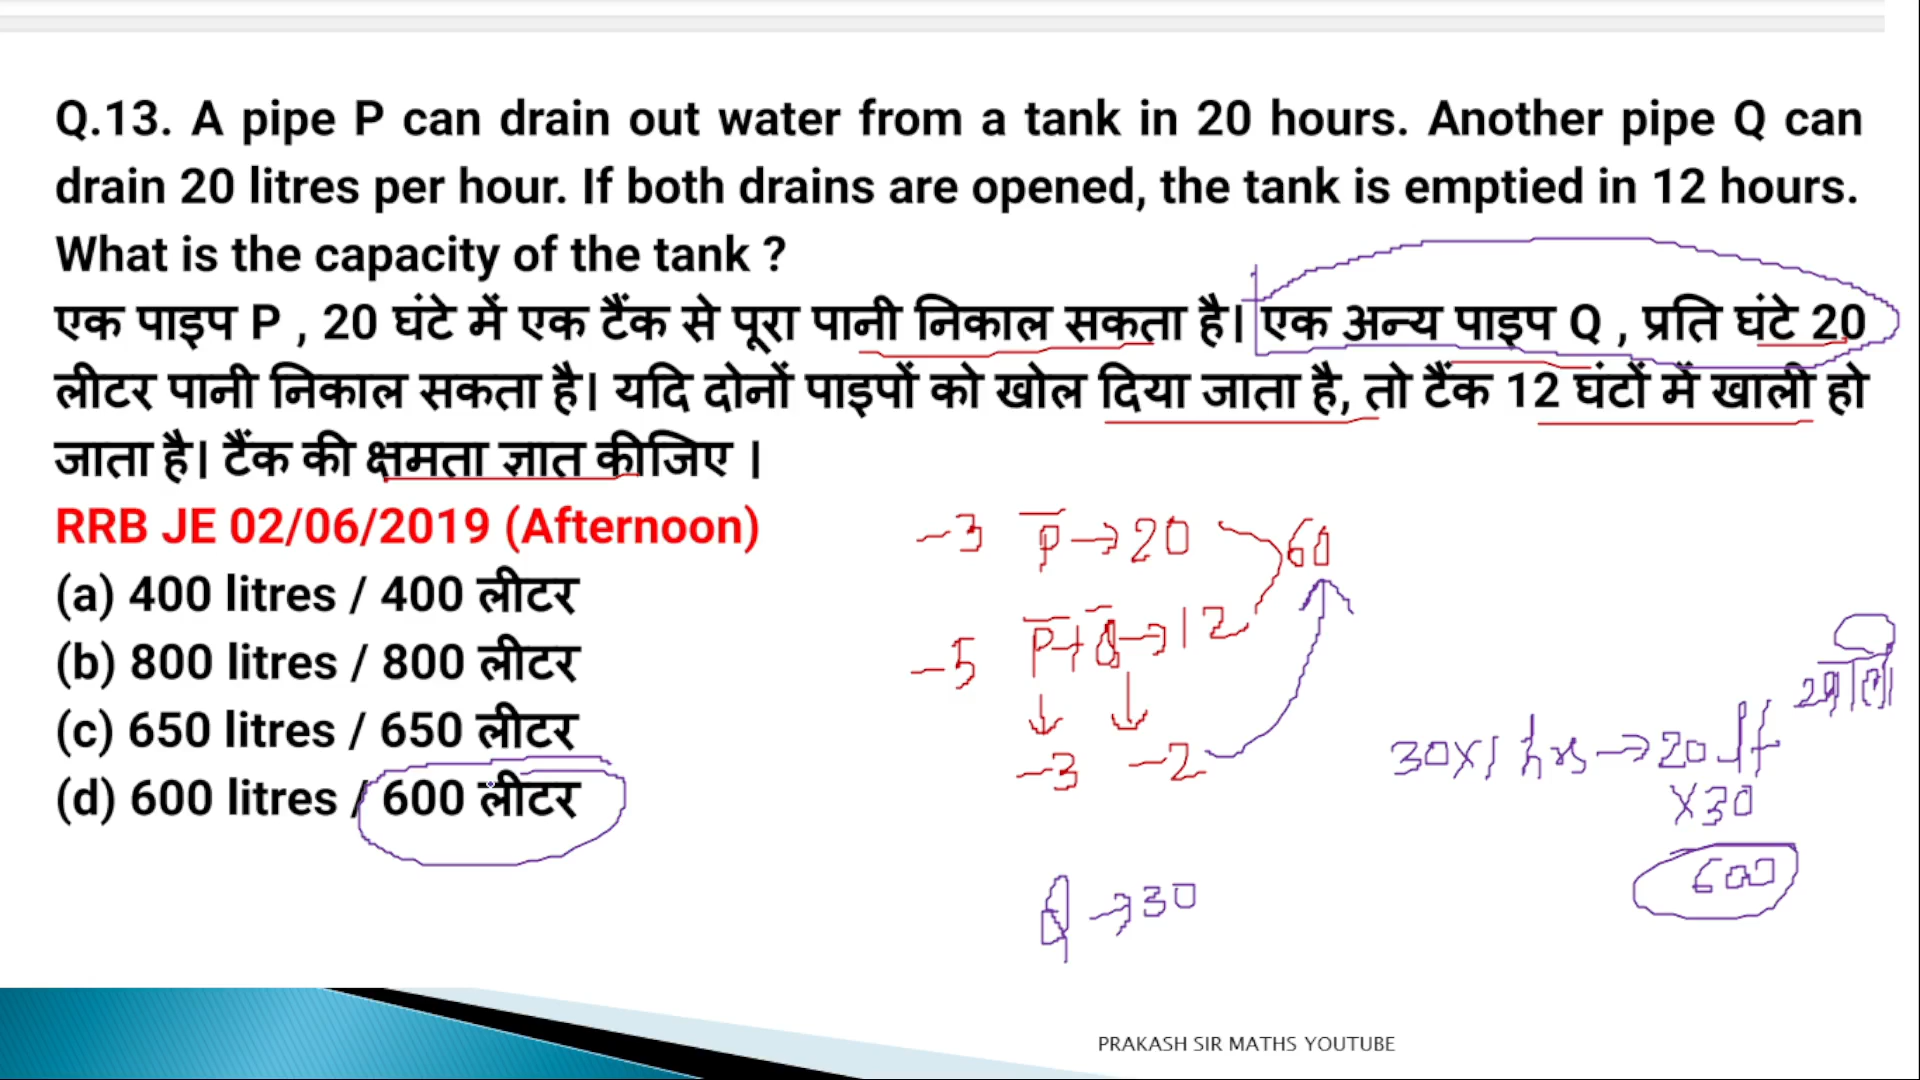 Q.13. A pipe P can drain out water from a tank in 20 hours. Another pipe Q can
drain 20 litres per hour. If both drains are opened, the tank is emptied in 12 hours.
What is the capacity of the tank ?
एक पाइप P , 20 घंटे में एक टैंक से पूरा पानी निकाल सकता है। एक अन्य पाइप Q , प्रति घंटे 20
लीटर पानी निकाल सकता है। यदि दोनों पाइपों को खोल दिया जाता है, तो टैंक 12 घंटों में खाली हो
जाता है। टैंक की क्षमता ज्ञात कीजिए ।
RRB JE 02/06/2019 (Afternoon)
(a) 400 litres / 400 लीटर
(b) 800 litres / 800 लीटर
(c) 650 litres / 650 लीटर
(d) 600 litres / 600 लीटर
-3 P → 20 60
-5 P+Q → 12
-3 -2
30×1 hrs → 20 lt
×30
600
Q → 30
PRAKASH SIR MATHS YOUTUBE